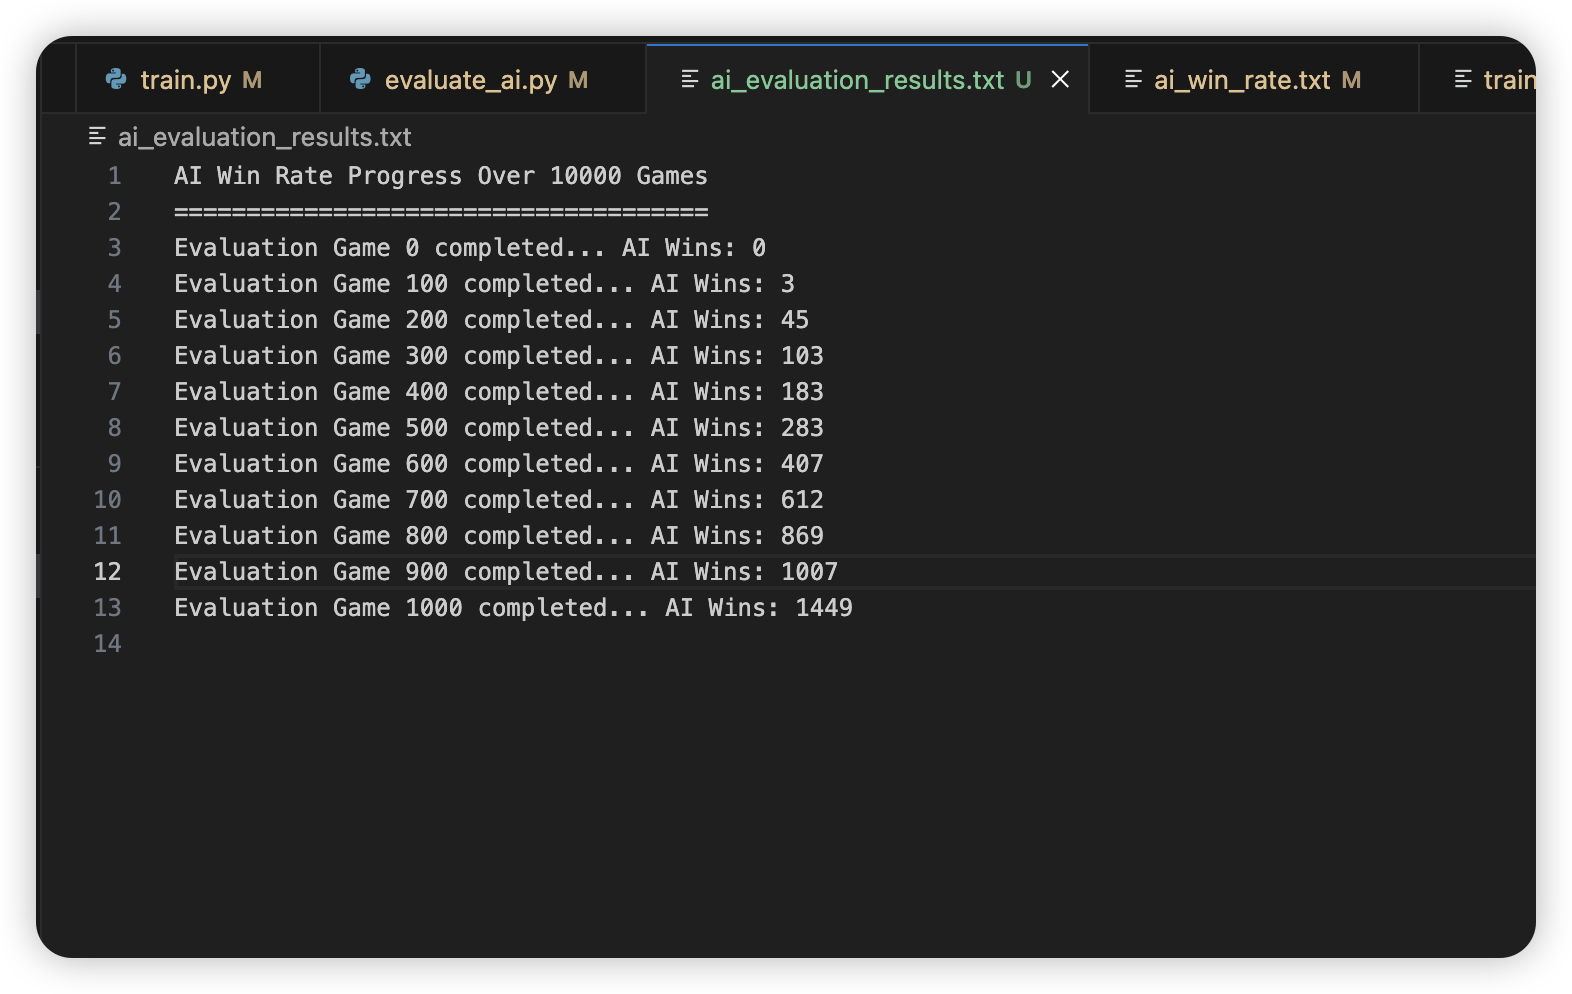 train.py M
evaluate_ai.py M
ai_evaluation_results.txt U
ai_win_rate.txt M
train
ai_evaluation_results.txt
1 AI Win Rate Progress Over 10000 Games
2 =====================================
3 Evaluation Game 0 completed... AI Wins: 0
4 Evaluation Game 100 completed... AI Wins: 3
5 Evaluation Game 200 completed... AI Wins: 45
6 Evaluation Game 300 completed... AI Wins: 103
7 Evaluation Game 400 completed... AI Wins: 183
8 Evaluation Game 500 completed... AI Wins: 283
9 Evaluation Game 600 completed... AI Wins: 407
10 Evaluation Game 700 completed... AI Wins: 612
11 Evaluation Game 800 completed... AI Wins: 869
12 Evaluation Game 900 completed... AI Wins: 1007
13 Evaluation Game 1000 completed... AI Wins: 1449
14